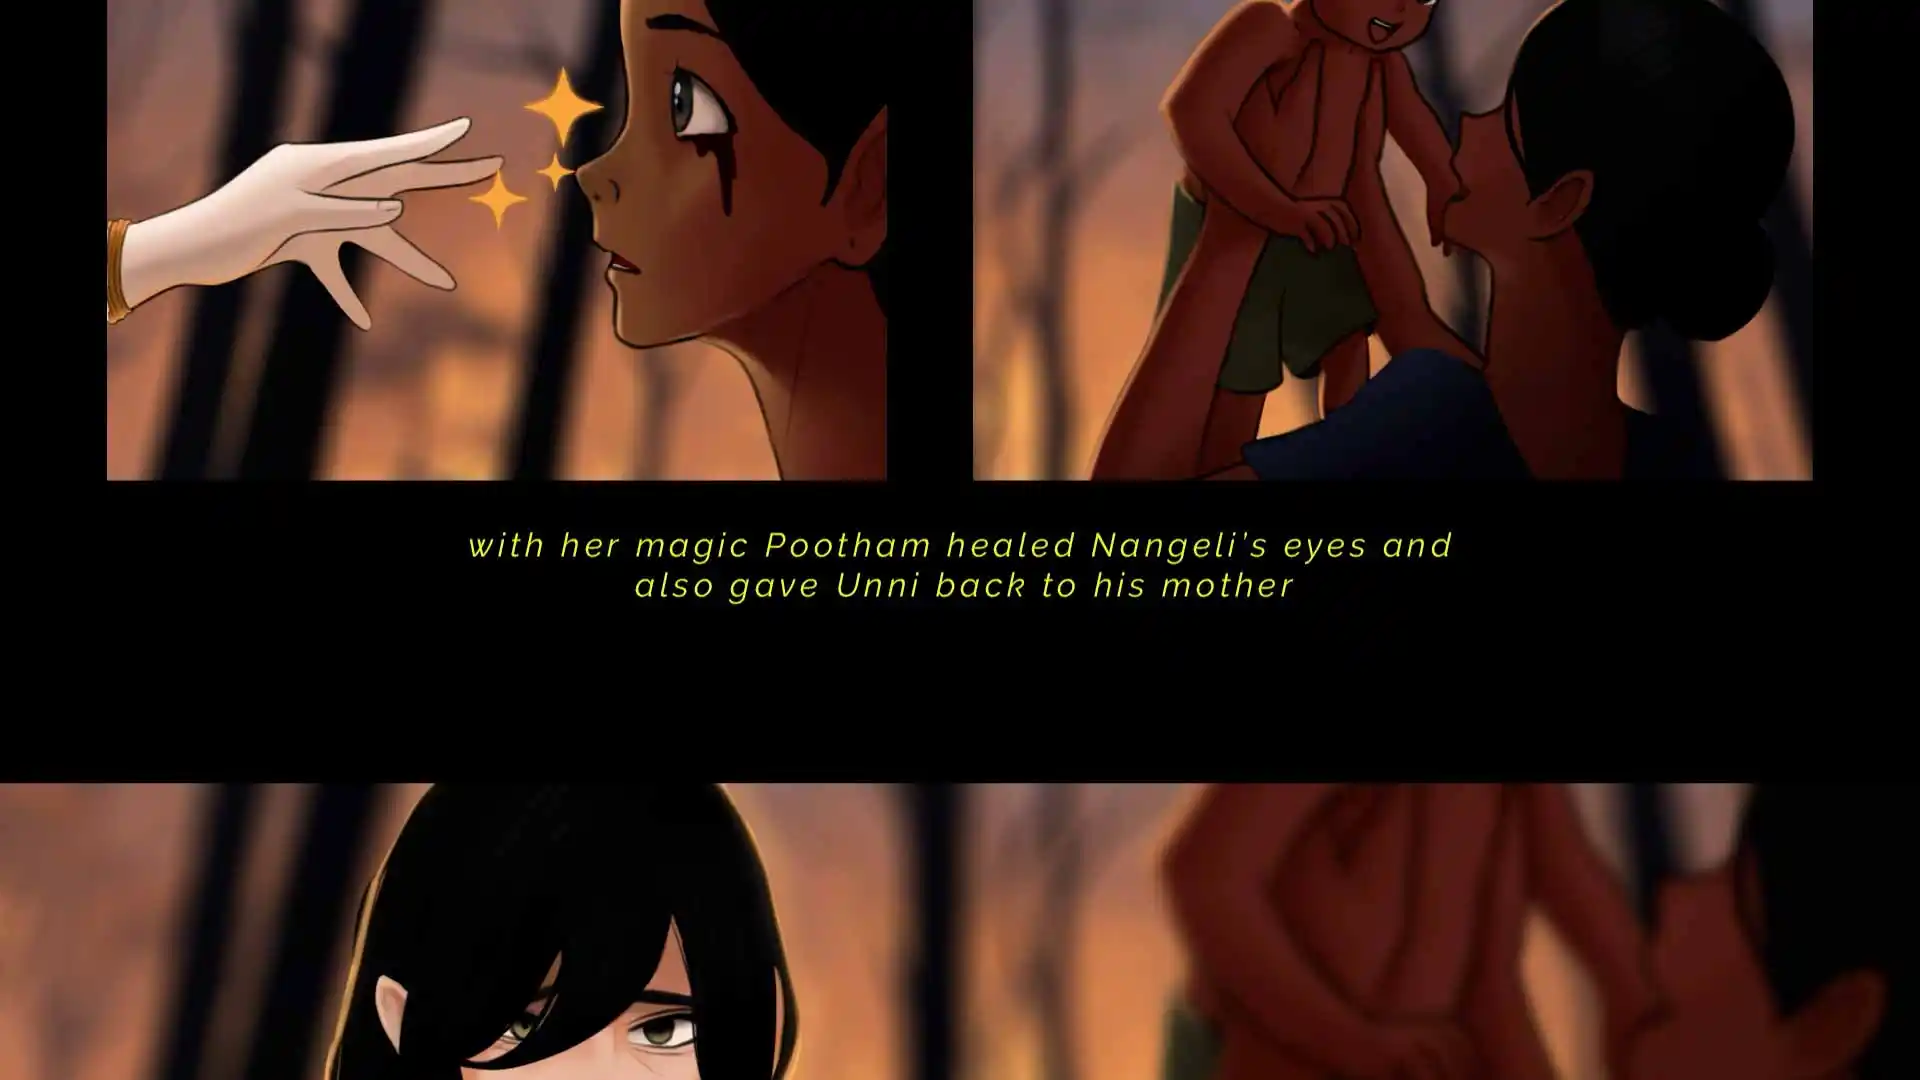 with her magic Pootham healed Nangeli's eyes and
also gave Unni back to his mother